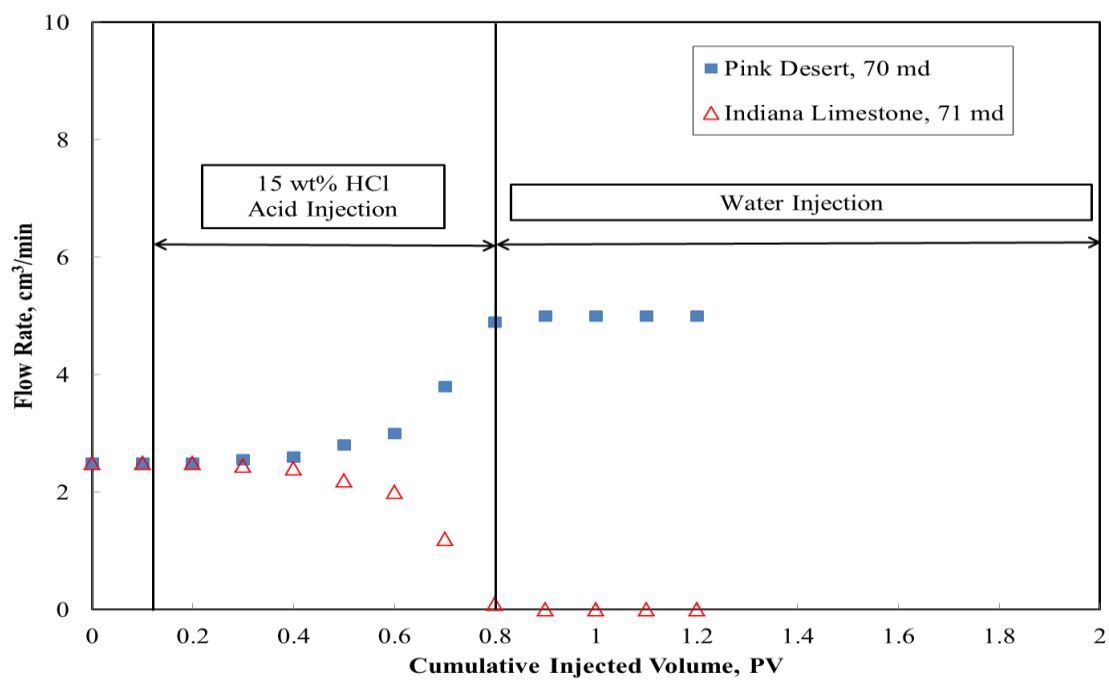 10
8
6
4
2
0
Flow Rate, cm³/min
Pink Desert, 70 md
Indiana Limestone, 71 md
15 wt% HCl
Acid Injection
Water Injection
0 0.2 0.4 0.6 0.8 1 1.2 1.4 1.6 1.8 2
Cumulative Injected Volume, PV